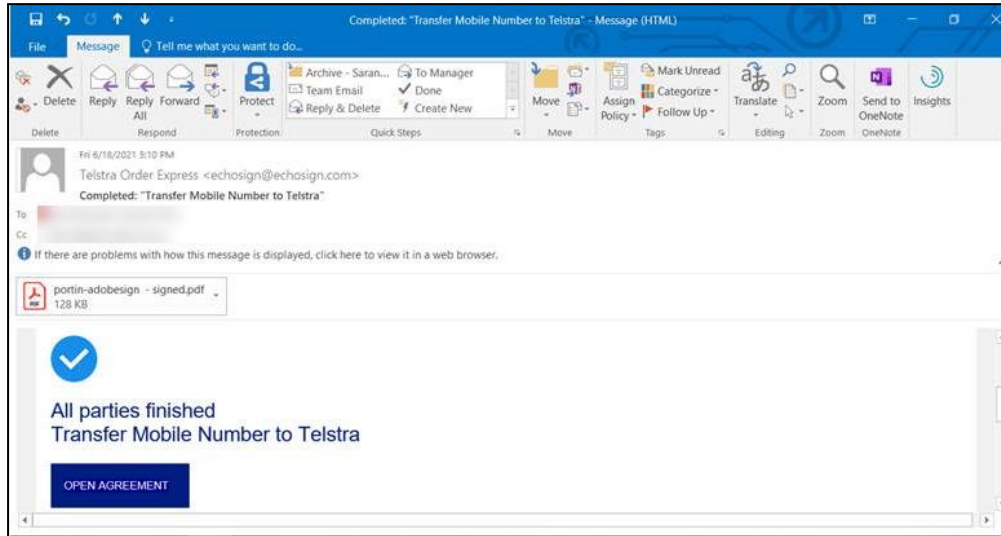 Completed: "Transfer Mobile Number to Telstra" - Message (HTML)
File Message Tell me what you want to do...
Delete
Reply
Reply All
Forward
Protect
Archive - Saran...
To Manager
Team Email
Done
Reply & Delete
Create New
Move
Assign Policy
Mark Unread
Categorize
Follow Up
Translate
Zoom
Send to OneNote
Insights
Delete Respond Protection Quick Steps Move Tags Editing Zoom OneNote
Fri 6/18/2021 5:10 PM
Telstra Order Express <echosign@echosign.com>
Completed: "Transfer Mobile Number to Telstra"
To
Cc
If there are problems with how this message is displayed, click here to view it in a web browser.
portin-adobesign - signed.pdf
128 KB
All parties finished
Transfer Mobile Number to Telstra
OPEN AGREEMENT